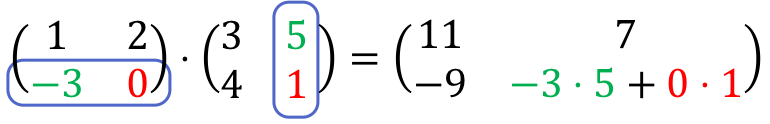 (1 2 −3 0) · (3 5 4 1) = (11 7 −9 −3 · 5 + 0 · 1)